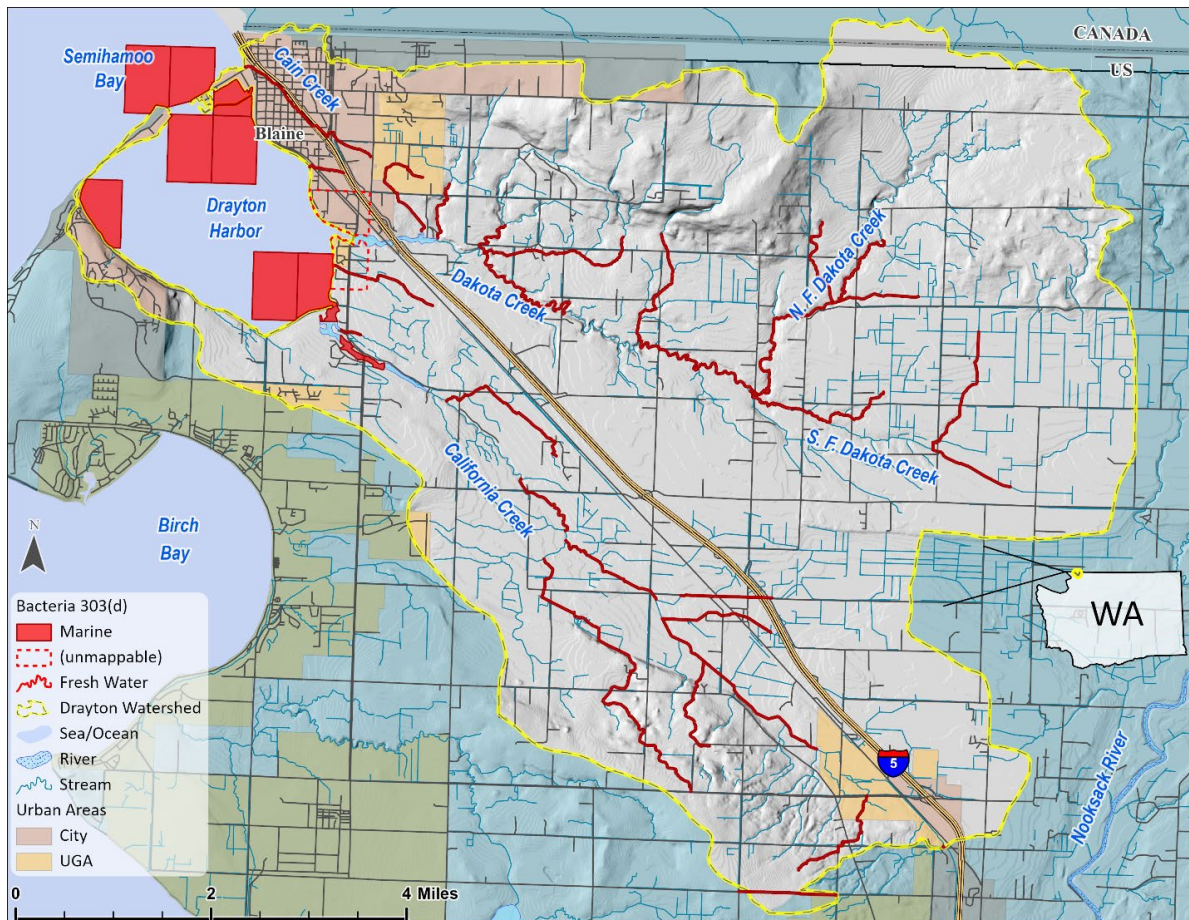 CANADA
US
Semihamoo
Bay
Cain Creek
Blaine
Drayton
Harbor
Dakota Creek
N. F. Dakota Creek
S. F. Dakota Creek
California Creek
Birch
Bay
N
WA
5
Nooksack River
Bacteria 303(d)
Marine
(unmappable)
Fresh Water
Drayton Watershed
Sea/Ocean
River
Stream
Urban Areas
City
UGA
0 2 4 Miles